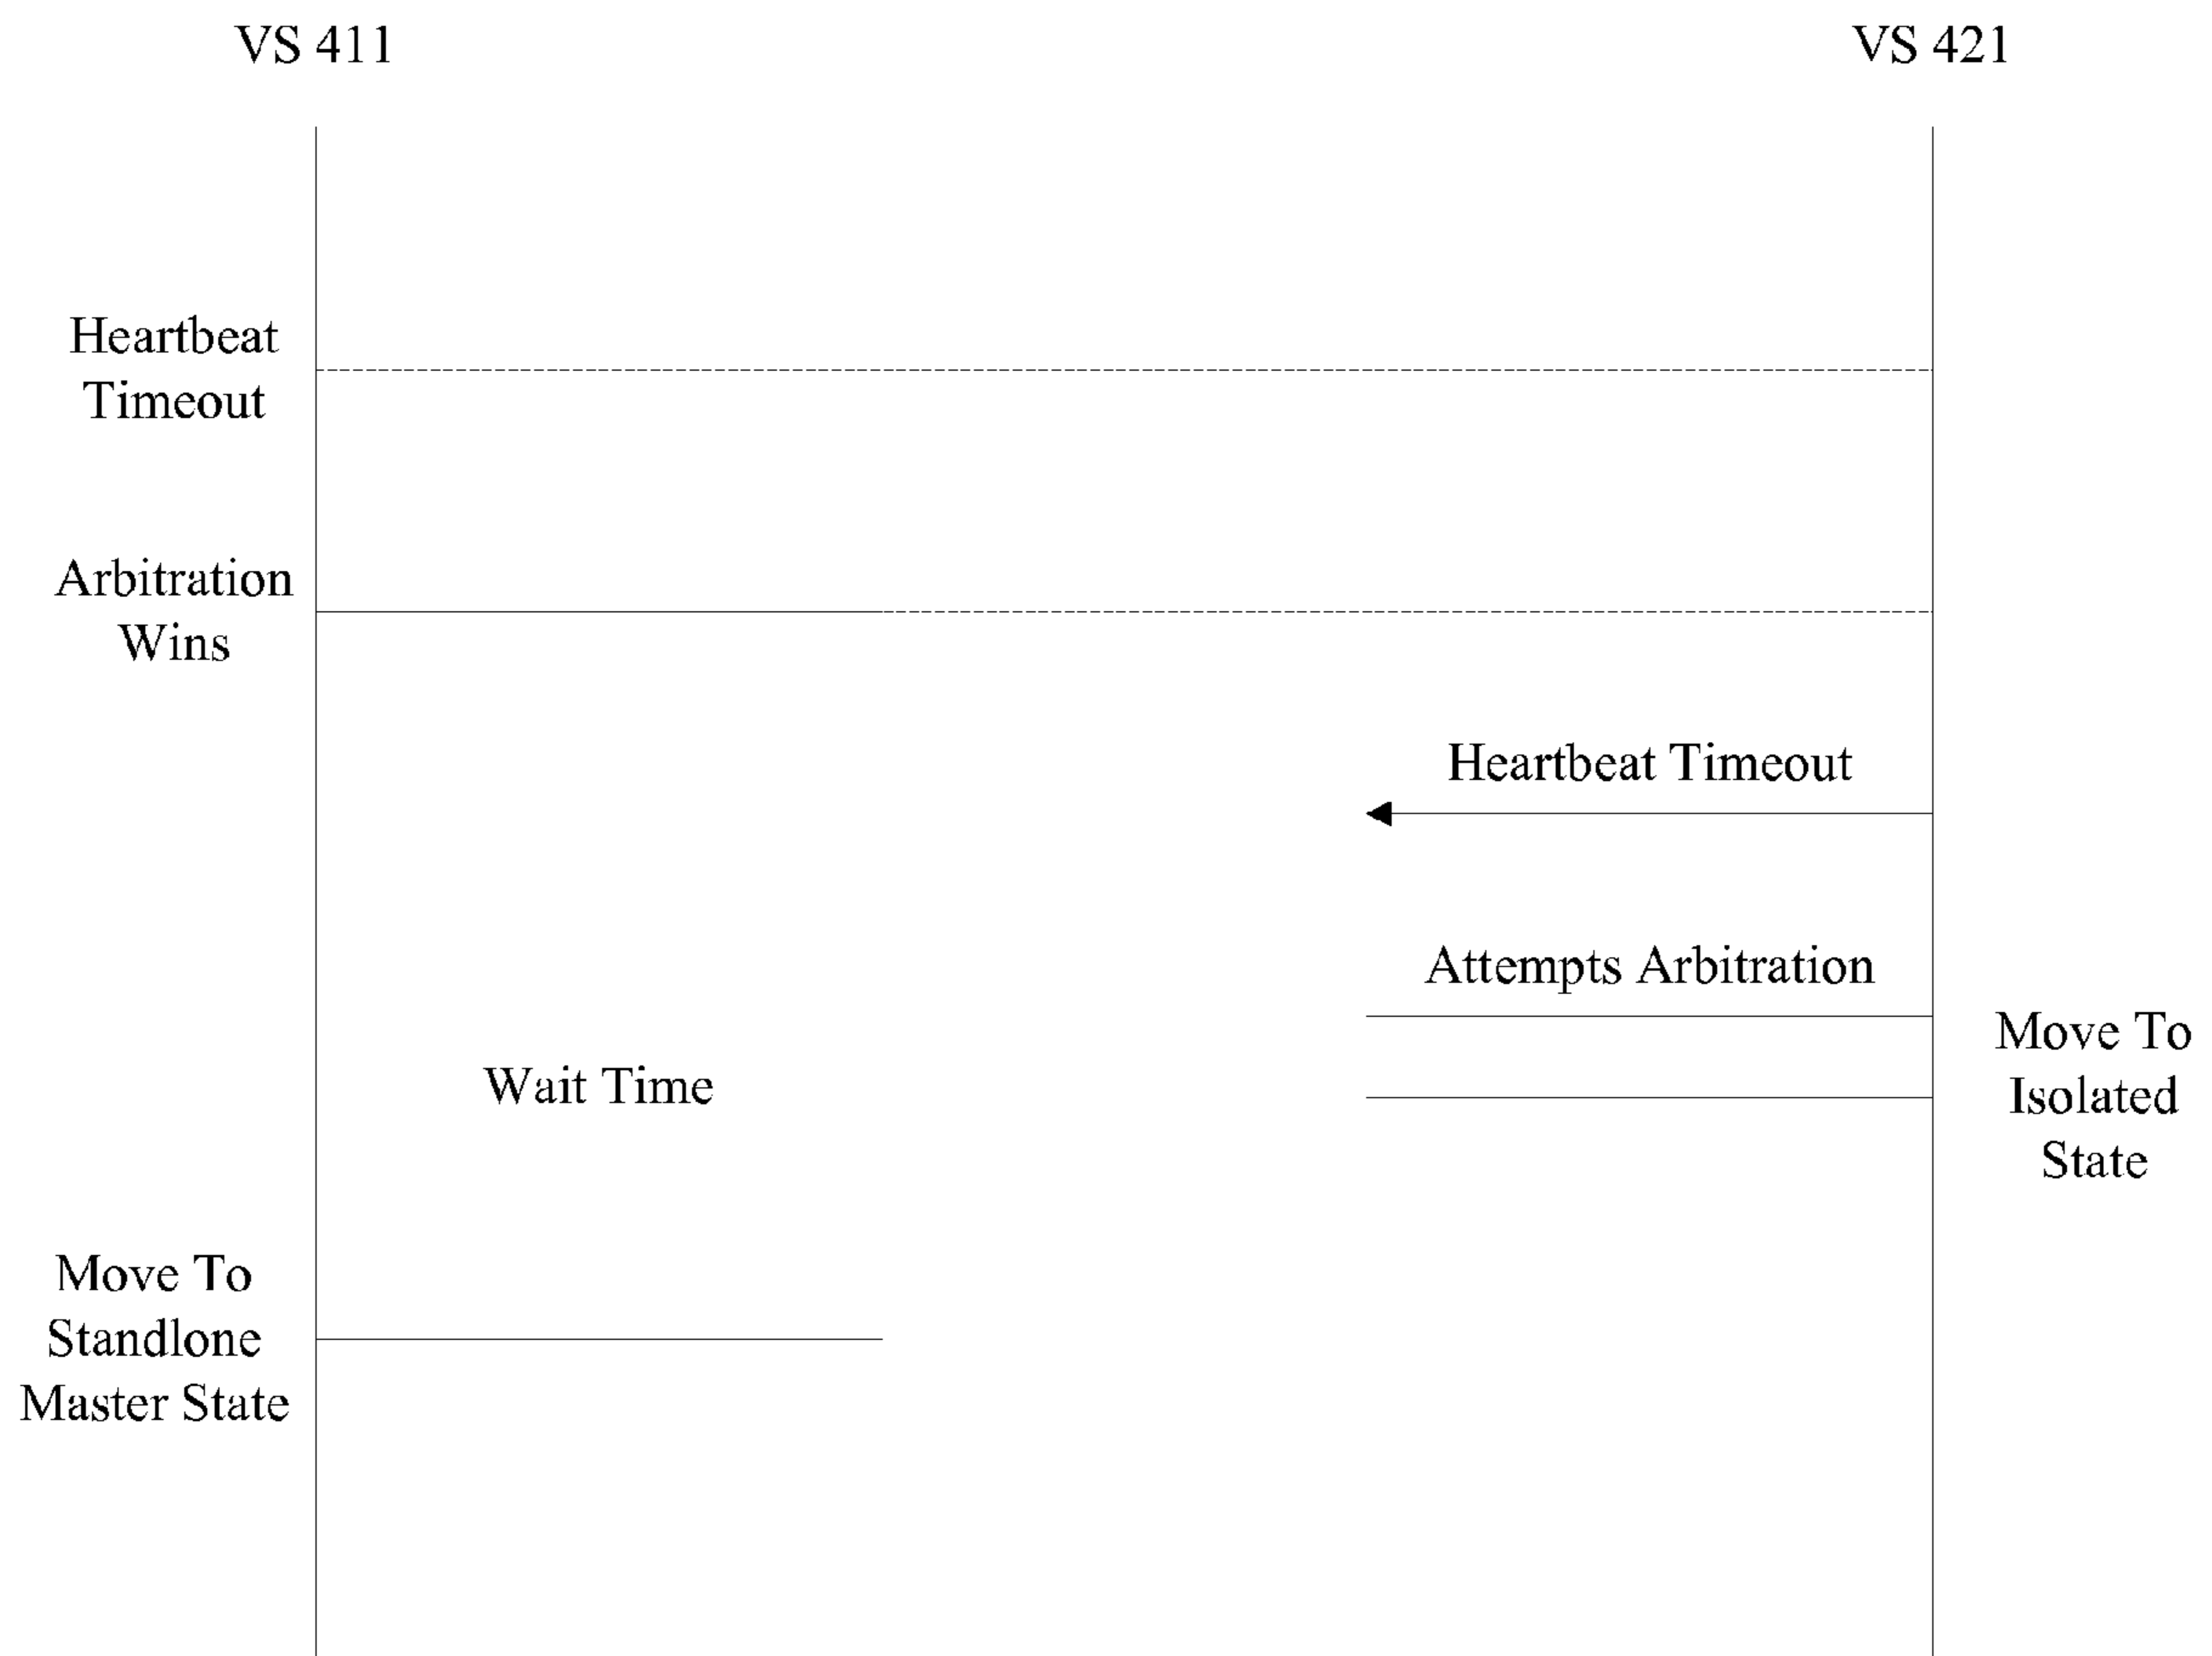 VS 411
VS 421
Heartbeat
Timeout
Arbitration
Wins
Heartbeat Timeout
Attempts Arbitration
Move To
Isolated
State
Wait Time
Move To
Standlone
Master State